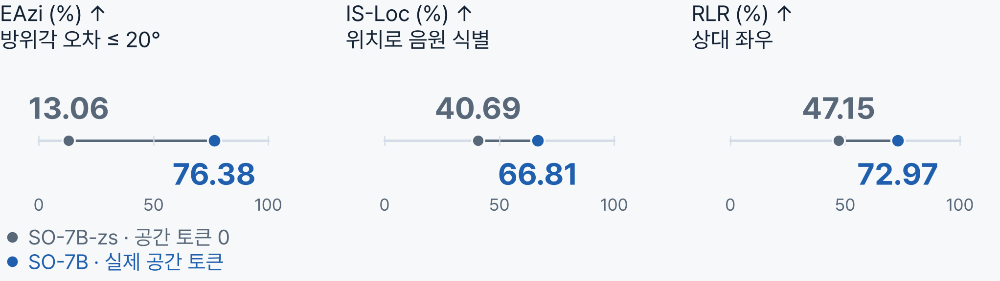 EAzi (%) ↑
방위각 오차 ≤ 20°
13.06
76.38
0 50 100
IS-Loc (%) ↑
위치로 음원 식별
40.69
66.81
0 50 100
RLR (%) ↑
상대 좌우
47.15
72.97
0 50 100
SO-7B-zs · 공간 토큰 0
SO-7B · 실제 공간 토큰